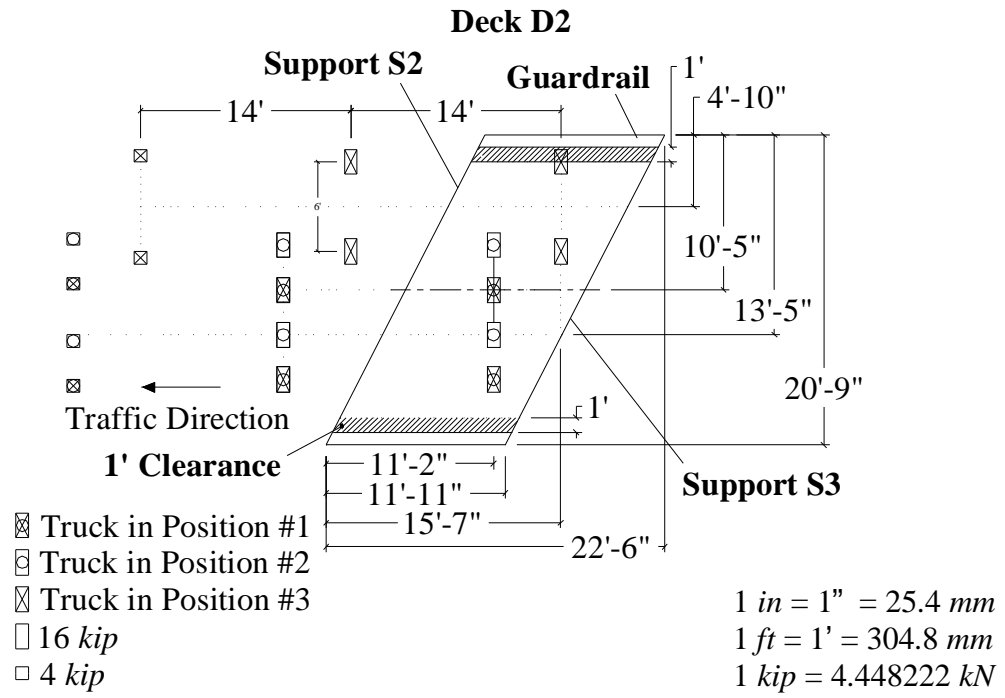 Deck D2
Support S2
Guardrail
1'
4'-10"
14'
14'
6'
10'-5"
13'-5"
20'-9"
Traffic Direction
1'
1' Clearance
11'-2"
11'-11"
Support S3
15'-7"
22'-6"
Truck in Position #1
Truck in Position #2
Truck in Position #3
16 kip
4 kip
1 in = 1" = 25.4 mm
1 ft = 1' = 304.8 mm
1 kip = 4.448222 kN